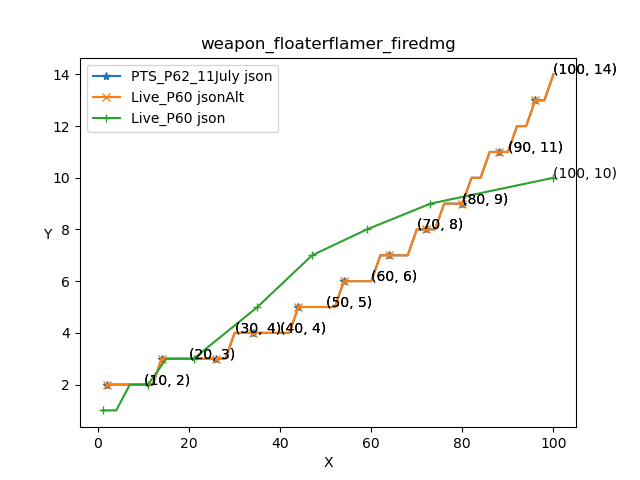 weapon_floaterflamer_firedmg
PTS_P62_11July json
Live_P60 jsonAlt
Live_P60 json
(100, 14)
(90, 11)
(100, 10)
(80, 9)
(70, 8)
(60, 6)
(50, 5)
(30, 4)(40, 4)
(20, 3)
(10, 2)
Y
14
12
10
8
6
4
2
0 20 40 60 80 100
X